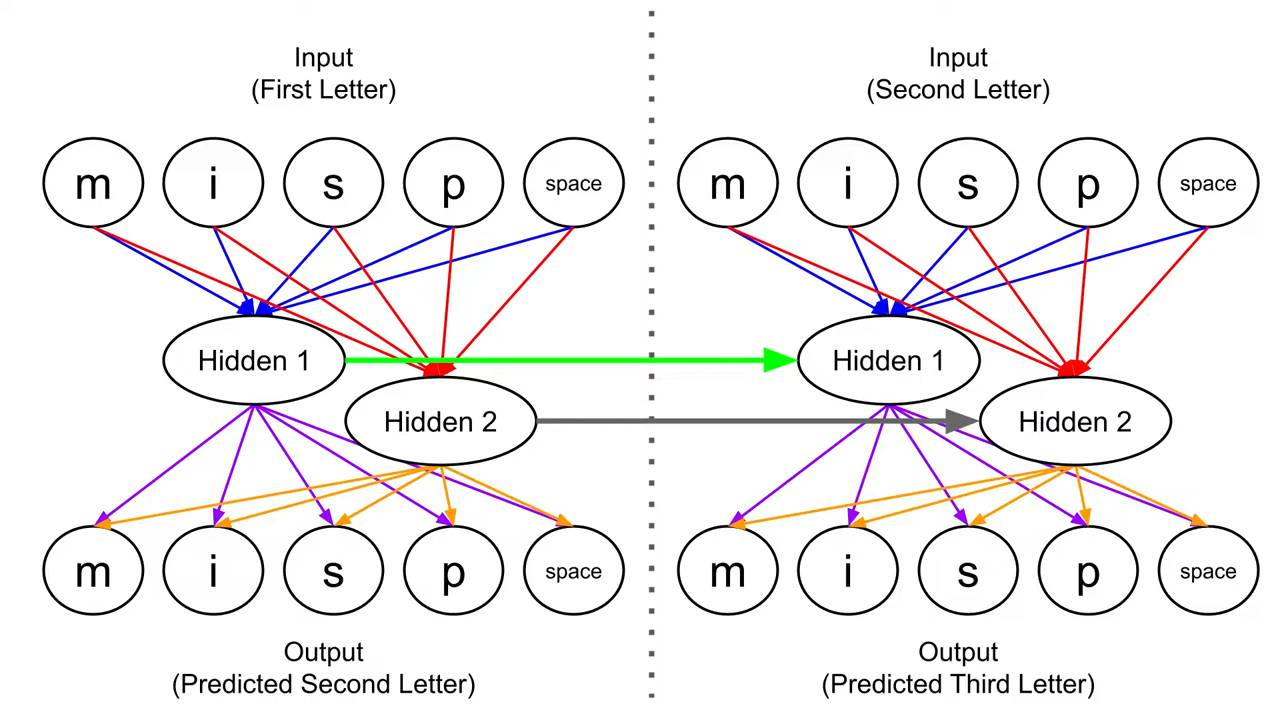 Input
(First Letter)
m
i
s
p
space
Hidden 1
Hidden 2
m
i
s
p
space
Output
(Predicted Second Letter)
Input
(Second Letter)
m
i
s
p
space
Hidden 1
Hidden 2
m
i
s
p
space
Output
(Predicted Third Letter)